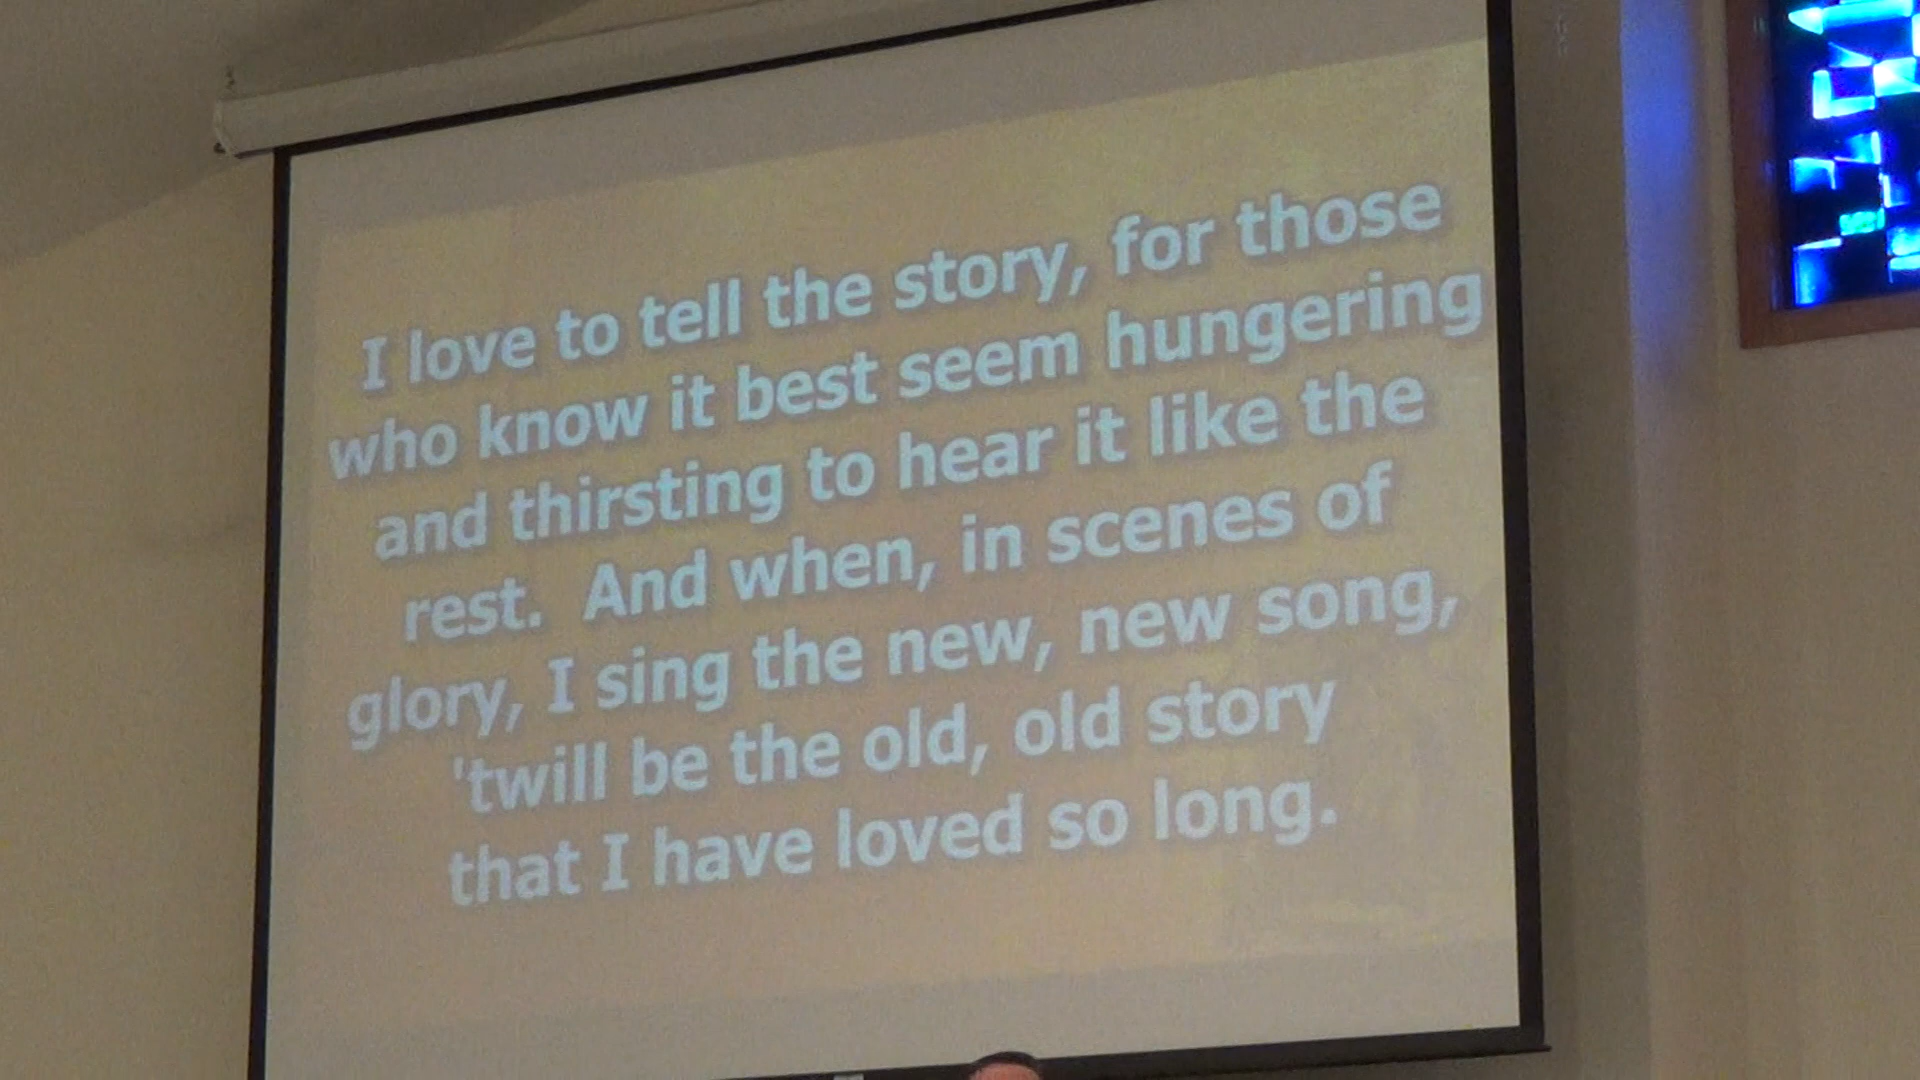 I love to tell the story, for those
who know it best seem hungering
and thirsting to hear it like the
rest.  And when, in scenes of
glory, I sing the new, new song,
'twill be the old, old story
that I have loved so long.